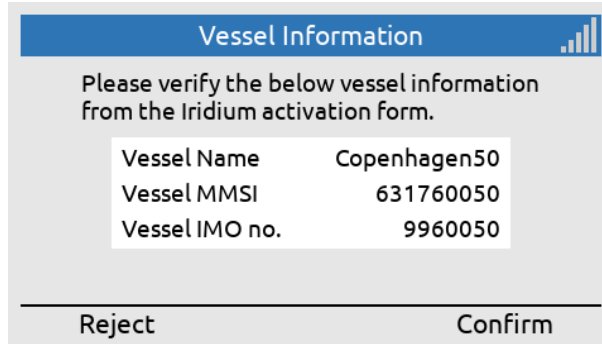 Vessel Information
Please verify the below vessel information
from the Iridium activation form.
Vessel Name Copenhagen50
Vessel MMSI 631760050
Vessel IMO no. 9960050
Reject Confirm